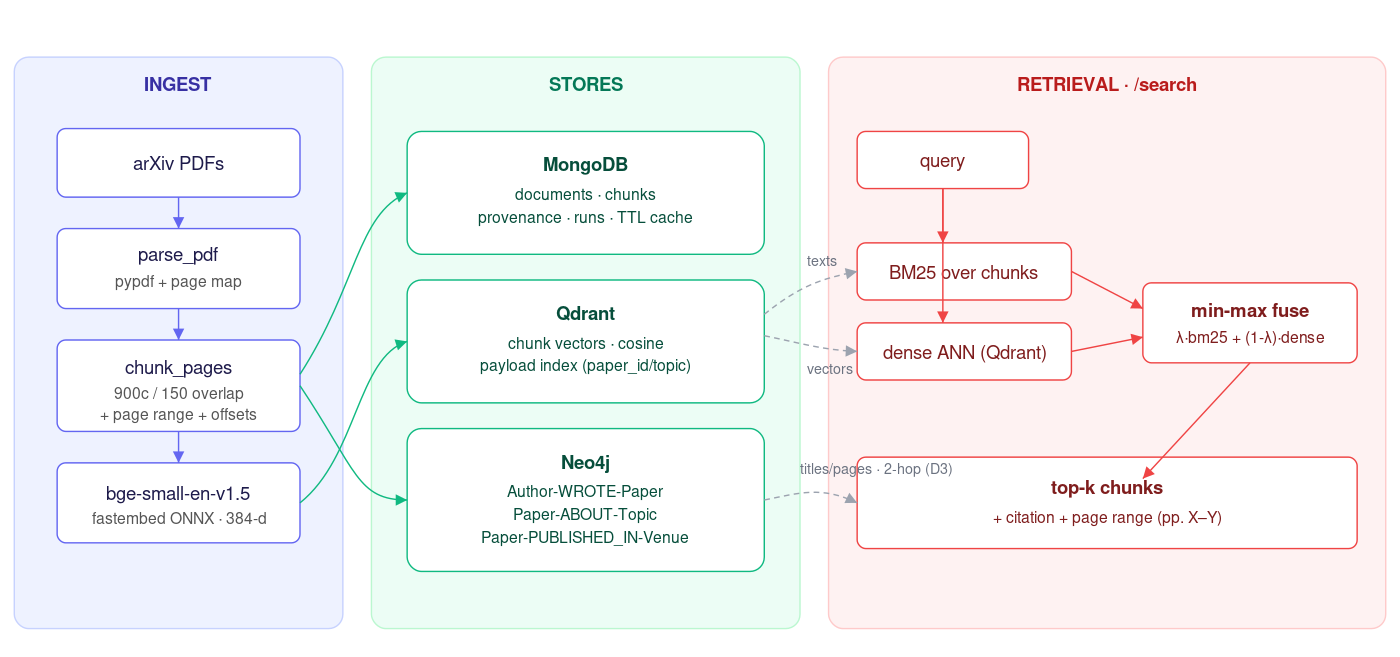 INGEST
arXiv PDFs
parse_pdf
pypdf + page map
chunk_pages
900c / 150 overlap
+ page range + offsets
bge-small-en-v1.5
fastembed ONNX · 384-d
STORES
MongoDB
documents · chunks
provenance · runs · TTL cache
Qdrant
chunk vectors · cosine
payload index (paper_id/topic)
Neo4j
Author-WROTE-Paper
Paper-ABOUT-Topic
Paper-PUBLISHED_IN-Venue
texts
vectors
titles/pages · 2-hop (D3)
RETRIEVAL · /search
query
BM25 over chunks
dense ANN (Qdrant)
min-max fuse
λ·bm25 + (1-λ)·dense
top-k chunks
+ citation + page range (pp. X–Y)